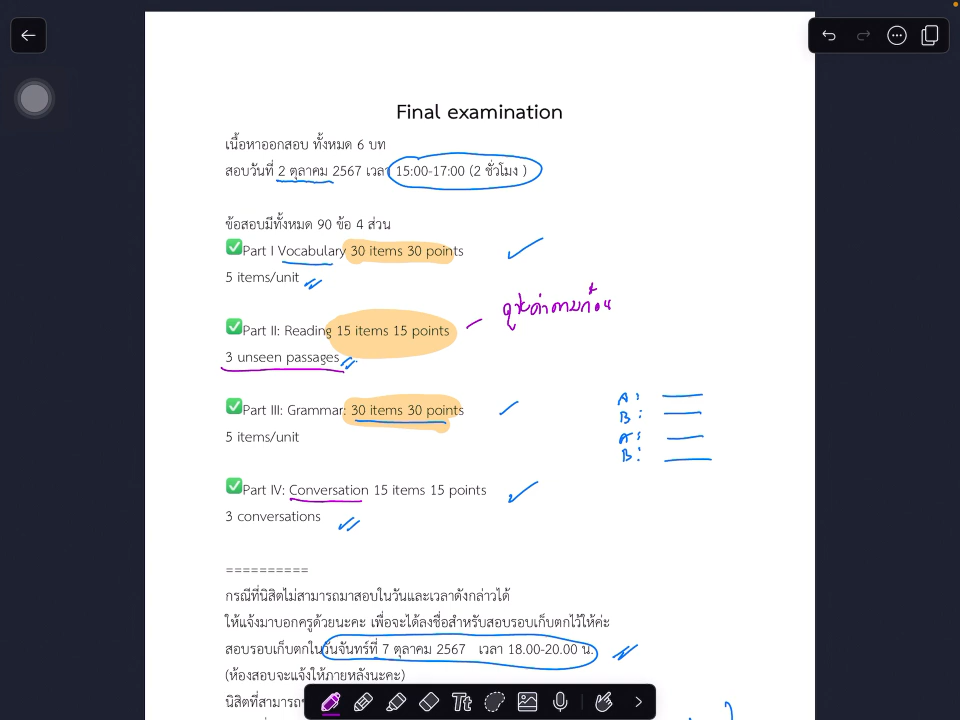 Final examination
เนื้อหาออกสอบ ทั้งหมด 6 บท
สอบวันที่ 2 ตุลาคม 2567 เวลา 15:00-17:00 (2 ชั่วโมง )
ข้อสอบมีทั้งหมด 90 ข้อ 4 ส่วน
✅Part I Vocabulary 30 items 30 points
5 items/unit
ดูโจทย์คำถามก่อน
✅Part II: Reading 15 items 15 points
3 unseen passages
✅Part III: Grammar: 30 items 30 points
5 items/unit
A:
B:
A:
B:
✅Part IV: Conversation 15 items 15 points
3 conversations
==========
กรณีที่นิสิตไม่สามารถมาสอบในวันและเวลาดังกล่าวได้
ให้แจ้งมาบอกครูด้วยนะคะ เพื่อจะได้ลงชื่อสำหรับสอบรอบเก็บตกไว้ให้ค่ะ
สอบรอบเก็บตกในวันจันทร์ที่ 7 ตุลาคม 2567 เวลา 18.00-20.00 น.
(ห้องสอบจะแจ้งให้ภายหลังนะคะ)
นิสิตที่สามารถ
Tt